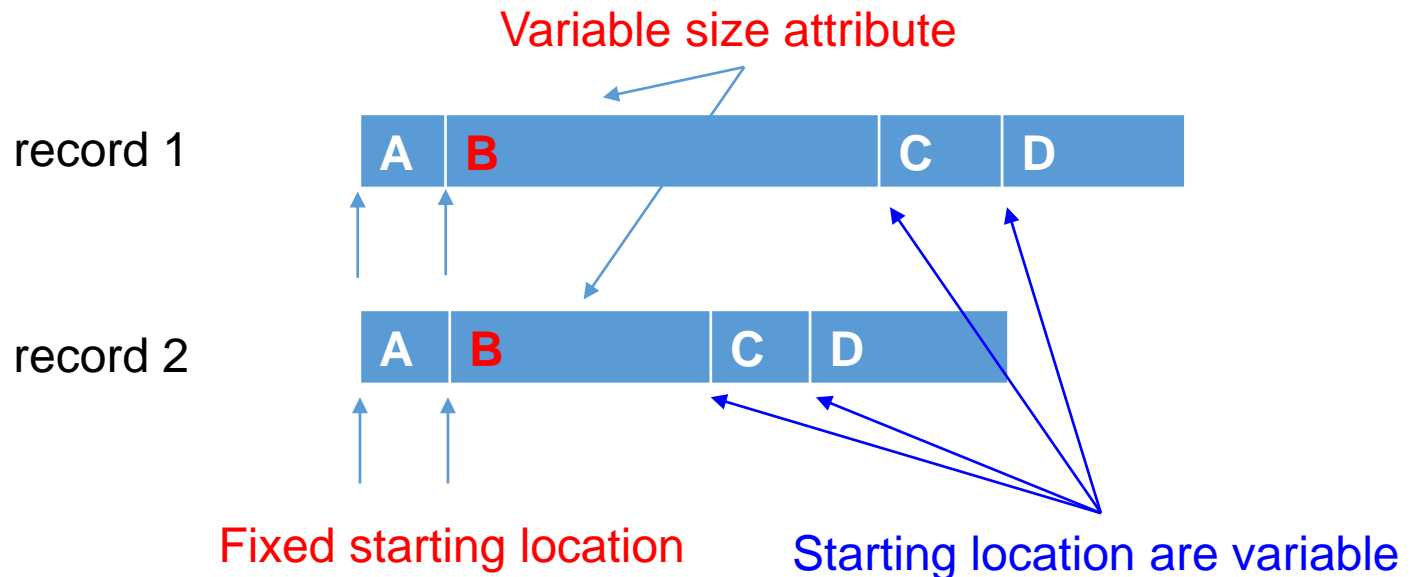 Variable size attribute
record 1
A B C D
record 2
A B C D
Fixed starting location
Starting location are variable